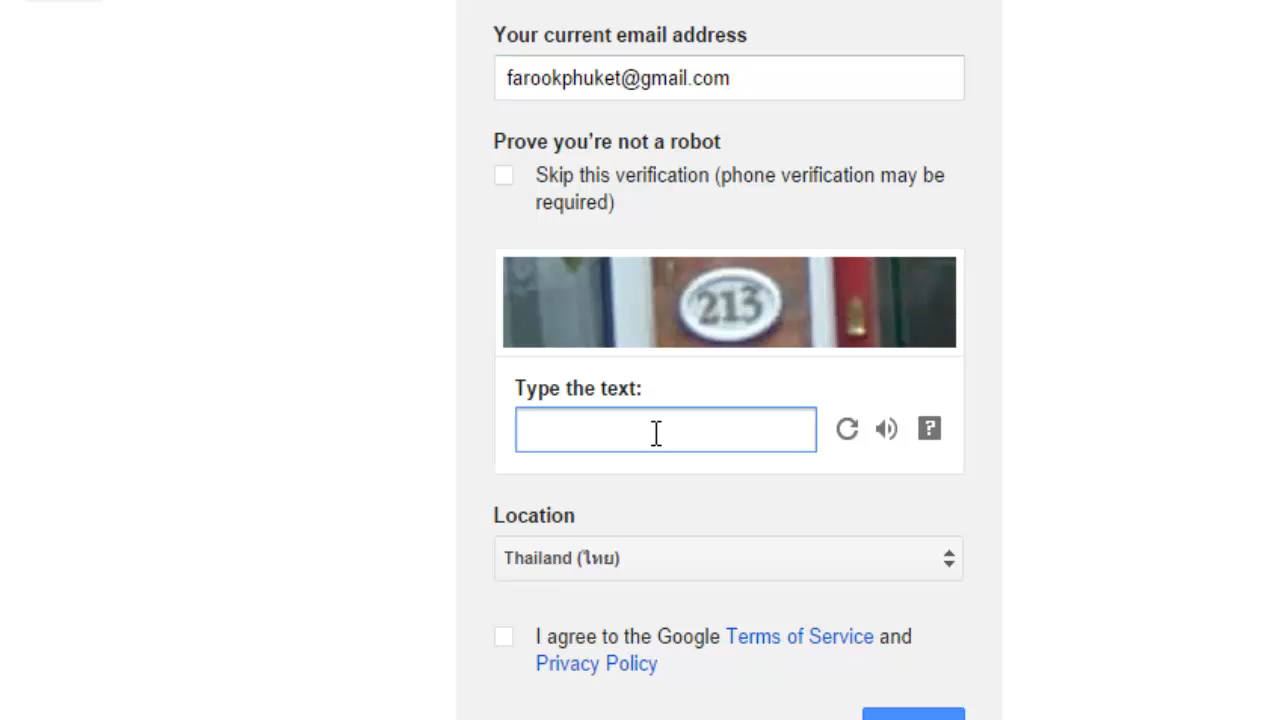 Your current email address
farookphuket@gmail.com
Prove you're not a robot
Skip this verification (phone verification may be
required)
213
Type the text:
?
Location
Thailand (ไทย)
I agree to the Google Terms of Service and
Privacy Policy